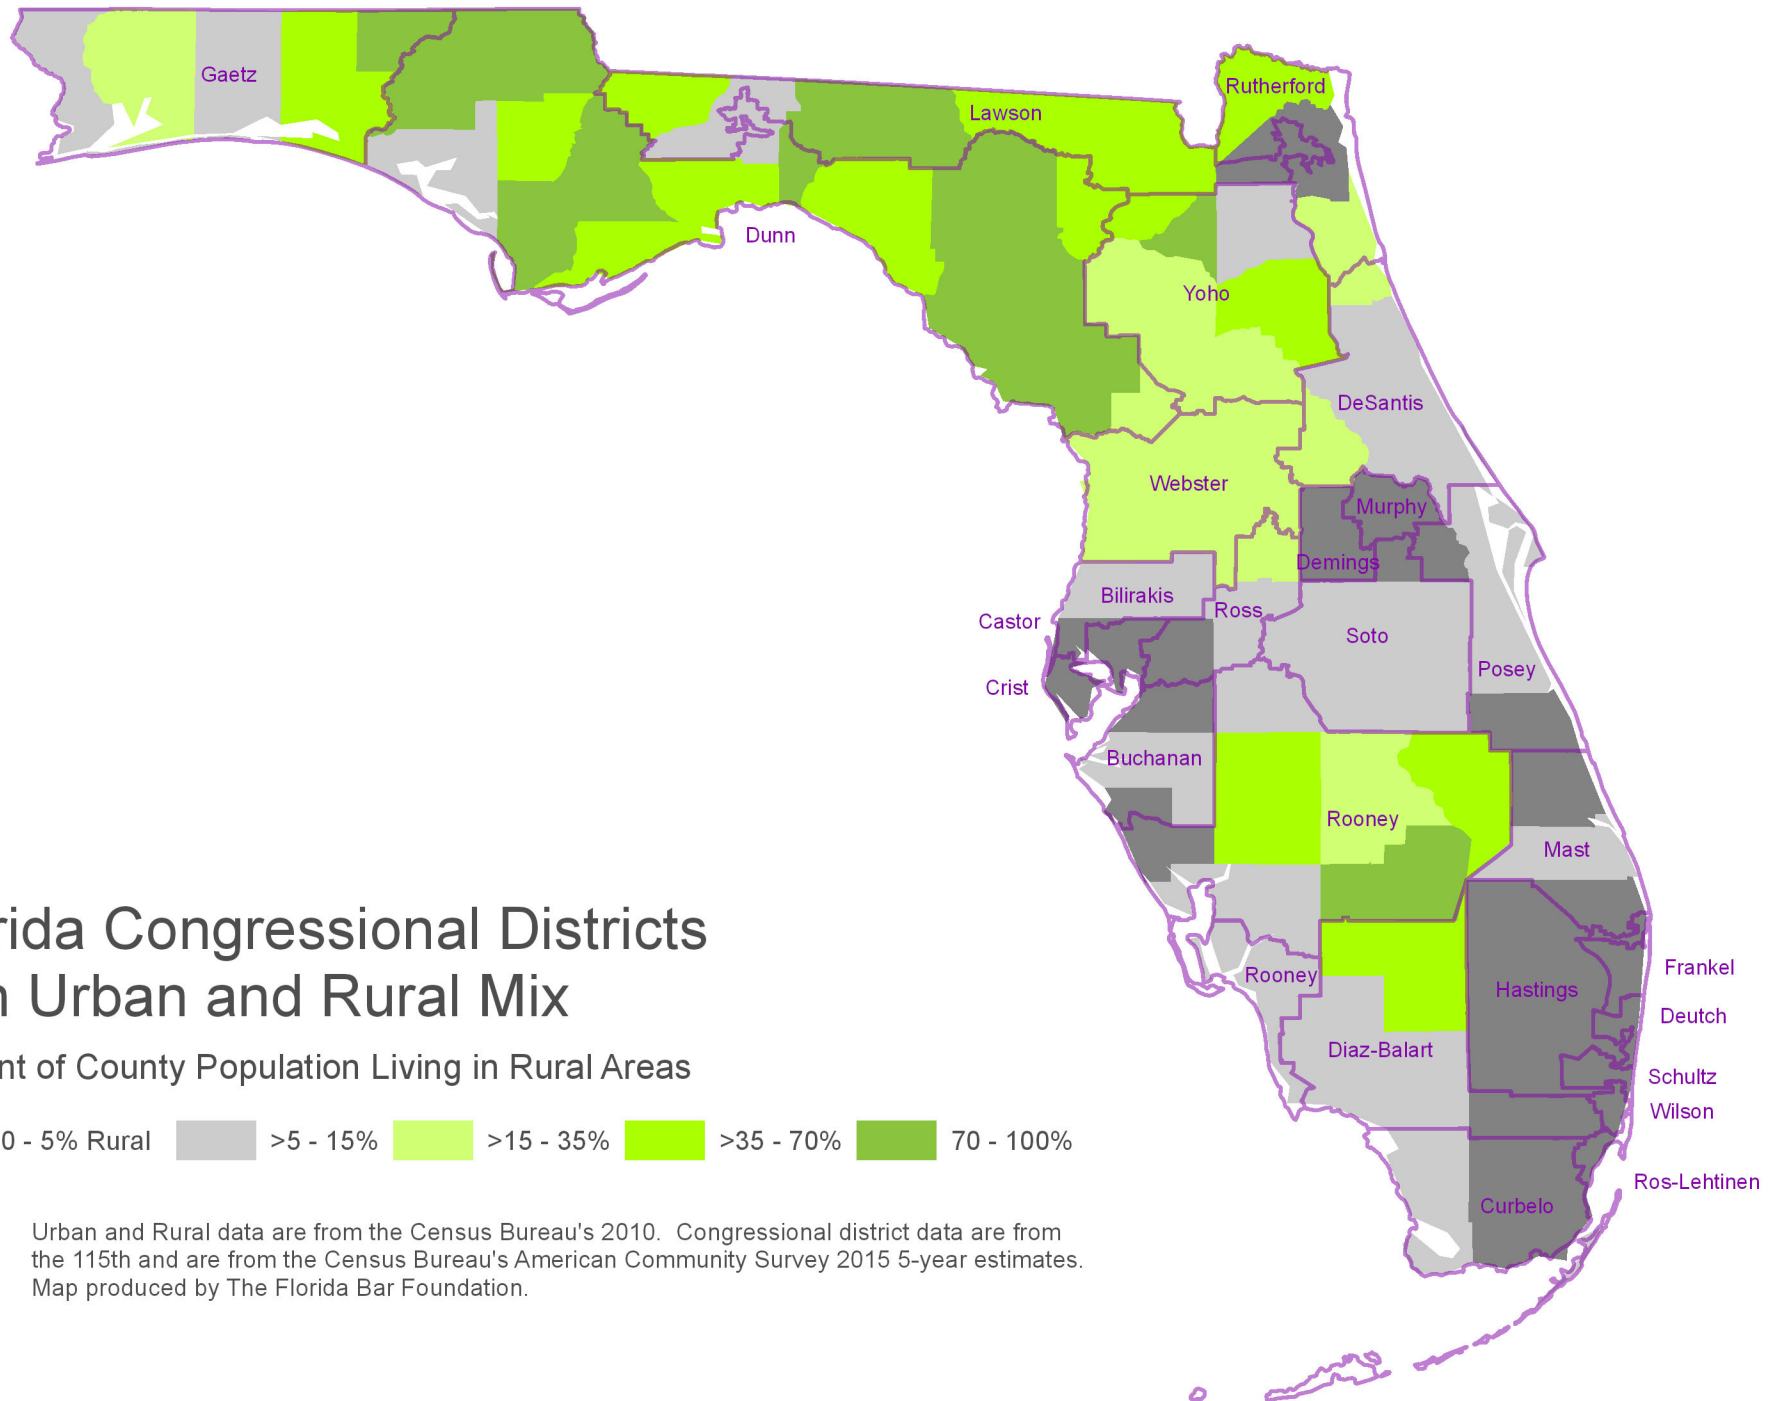 Gaetz
Rutherford
Lawson
Dunn
Yoho
DeSantis
Webster
Murphy
Demings
Bilirakis
Ross
Castor
Soto
Posey
Crist
Buchanan
Rooney
Mast
rida Congressional Districts
Frankel
Rooney
Hastings
n Urban and Rural Mix
Deutch
Diaz-Balart
nt of County Population Living in Rural Areas
Schultz
Wilson
0 - 5% Rural >5 - 15% >15 - 35% >35 - 70% 70 - 100%
Ros-Lehtinen
Curbelo
Urban and Rural data are from the Census Bureau's 2010. Congressional district data are from
the 115th and are from the Census Bureau's American Community Survey 2015 5-year estimates.
Map produced by The Florida Bar Foundation.